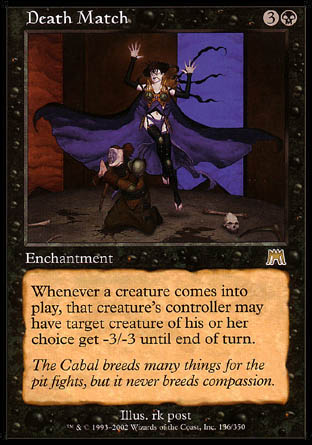 Death Match 3
Enchantment
Whenever a creature comes into
play, that creature's controller may
have target creature of his or her
choice get -3/-3 until end of turn.
The Cabal breeds many things for the
pit fights, but it never breeds compassion.
Illus. rk post
™ & © 1993-2002 Wizards of the Coast, Inc. 136/350